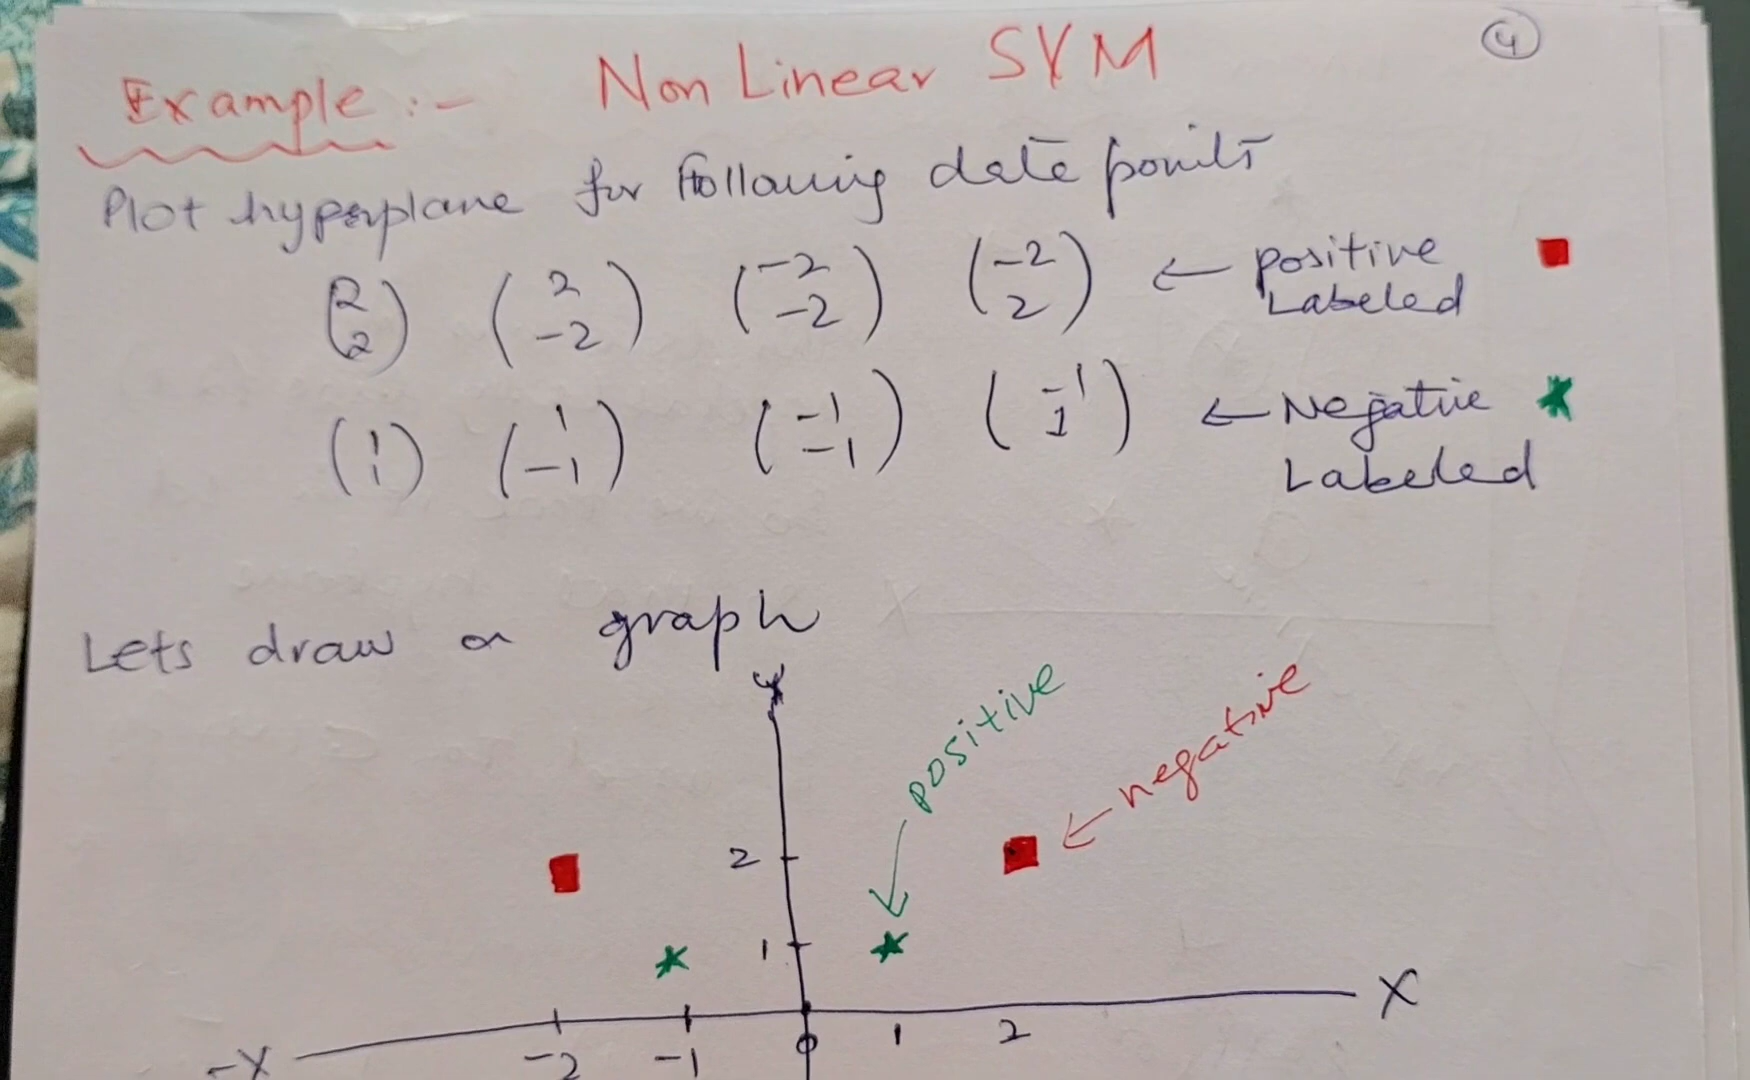 4
Example :- Non Linear SVM
Plot hyperplane for following data points
(2 2) (2 -2) (-2 -2) (-2 2) ← positive Labeled
(1 1) (1 -1) (-1 -1) (-1 1) ← Negative Labeled
Lets draw on graph
Y
positive
negative
2
1
X
-X
-2 -1 0 1 2